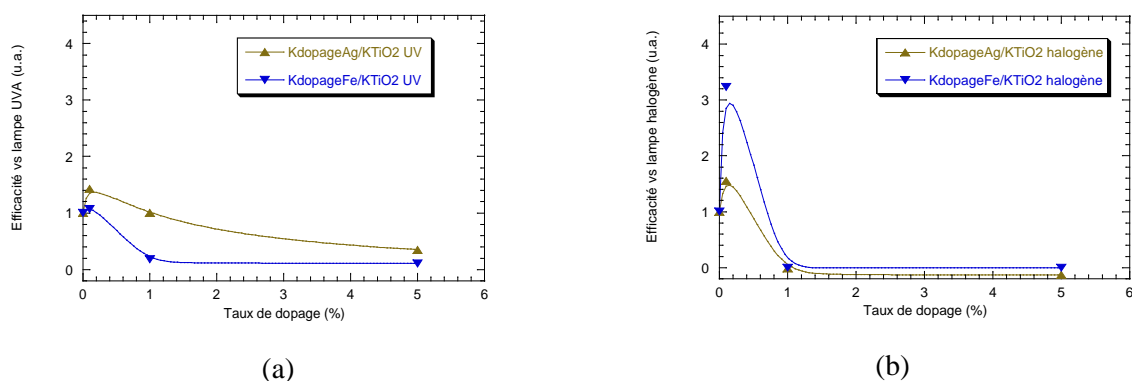 Efficacité vs lampe UVA (u.a.)
4
3
2
1
0
KdopageAg/KTiO2 UV
KdopageFe/KTiO2 UV
0 1 2 3 4 5 6
Taux de dopage (%)
(a)
Efficacité vs lampe halogène (u.a.)
4
3
2
1
0
KdopageAg/KTiO2 halogène
KdopageFe/KTiO2 halogène
0 1 2 3 4 5 6
Taux de dopage (%)
(b)